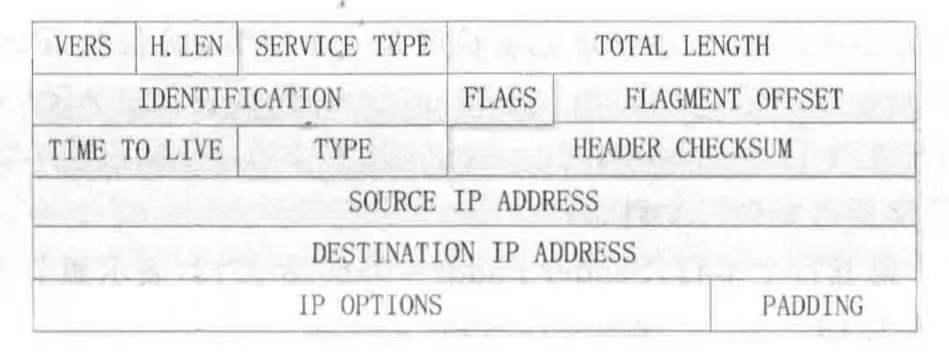 VERS H.LEN SERVICE TYPE TOTAL LENGTH
IDENTIFICATION FLAGS FLAGMENT OFFSET
TIME TO LIVE TYPE HEADER CHECKSUM
SOURCE IP ADDRESS
DESTINATION IP ADDRESS
IP OPTIONS PADDING